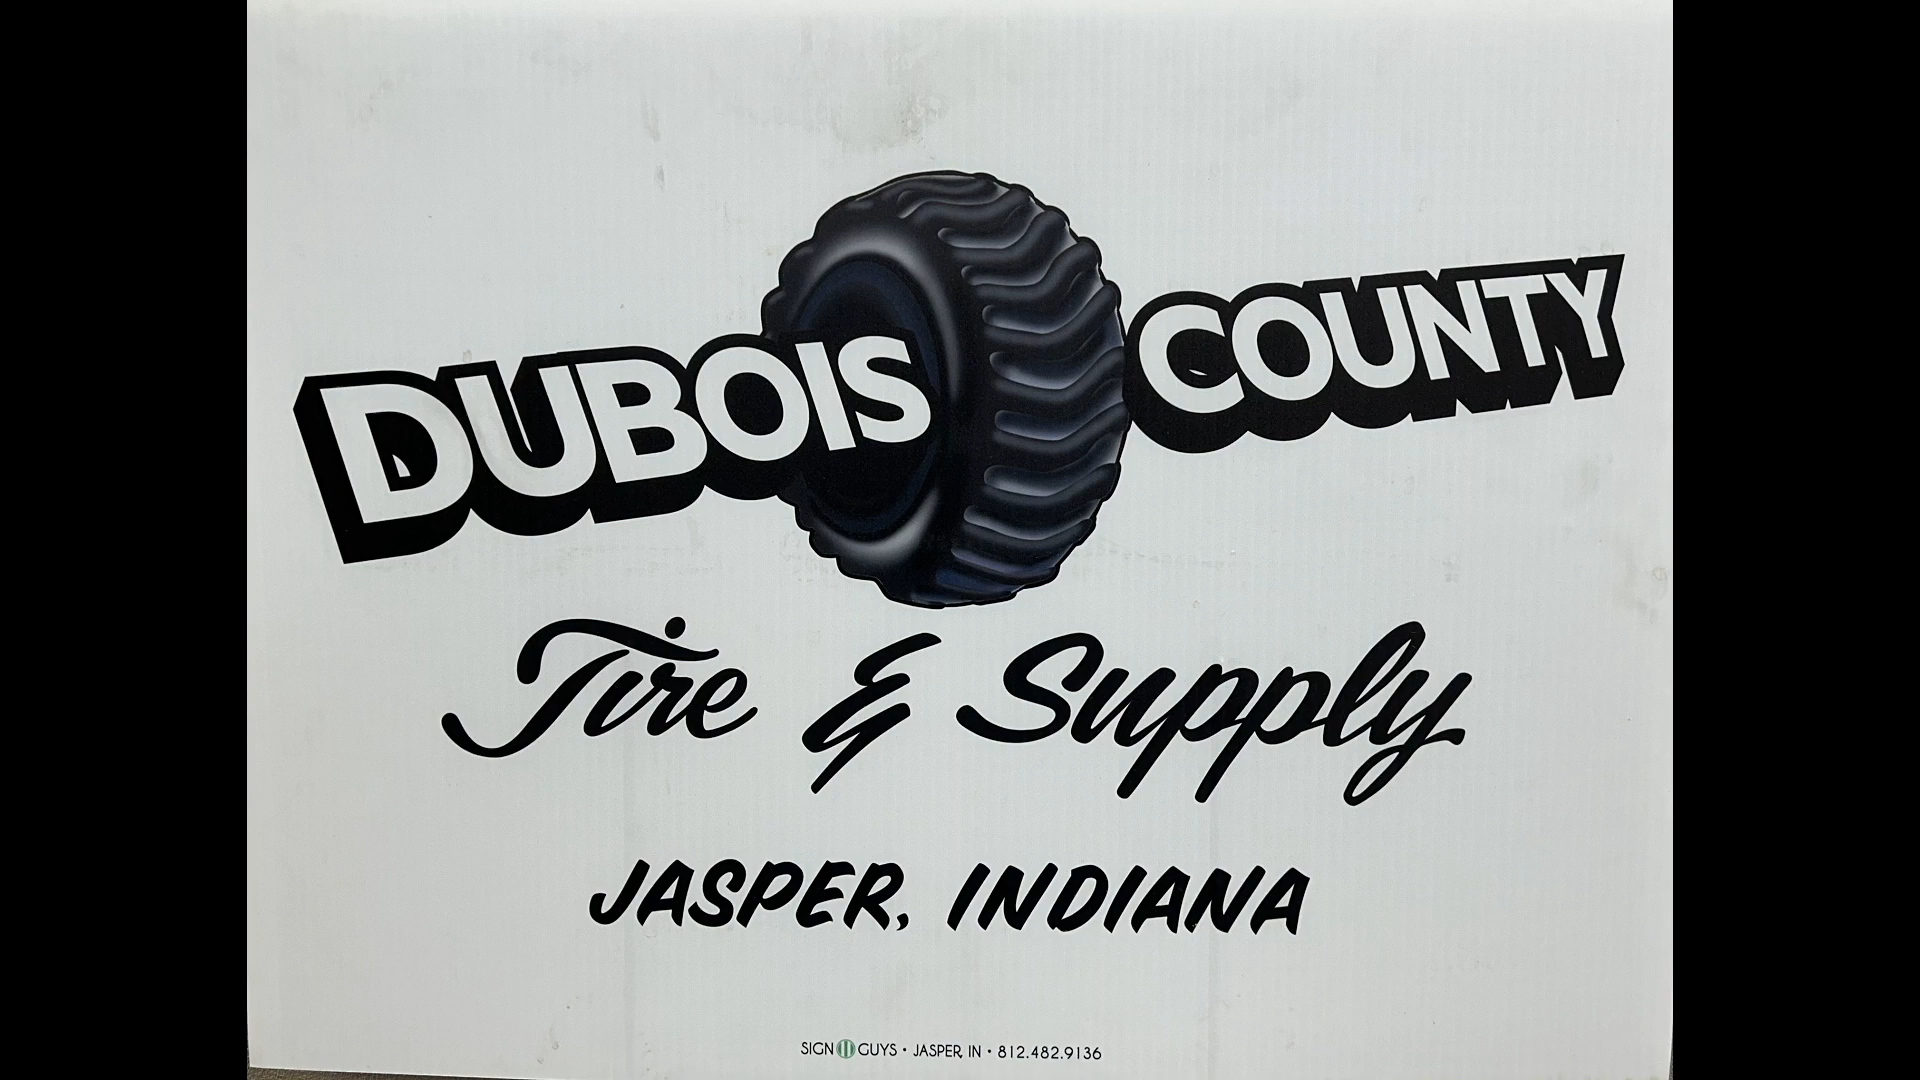 DUBOIS COUNTY
Tire & Supply
JASPER, INDIANA
SIGN GUYS • JASPER, IN • 812.482.9136